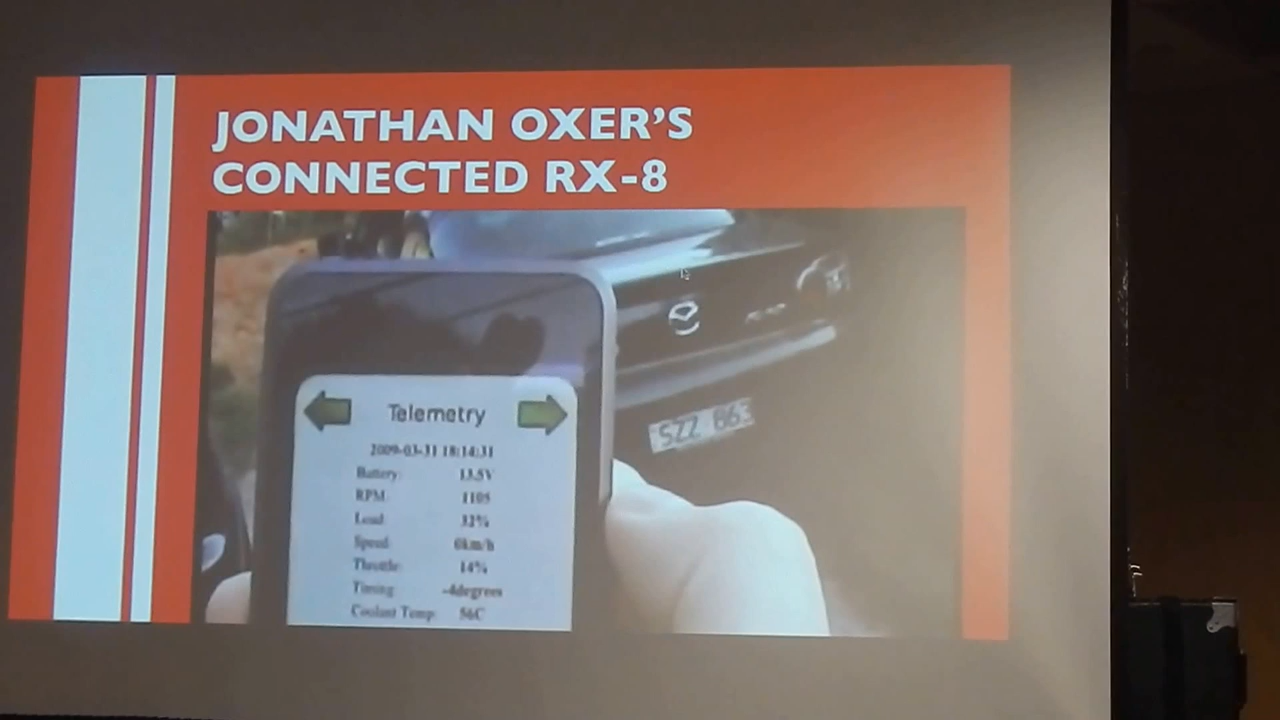 JONATHAN OXER'S
CONNECTED RX-8
Telemetry
2009-03-31 18:14:31
Battery: 13.5V
RPM: 1105
Load: 32%
Speed: 0km/h
Throttle: 14%
Timing: -4degrees
Coolant Temp: 56C
SZZ 863